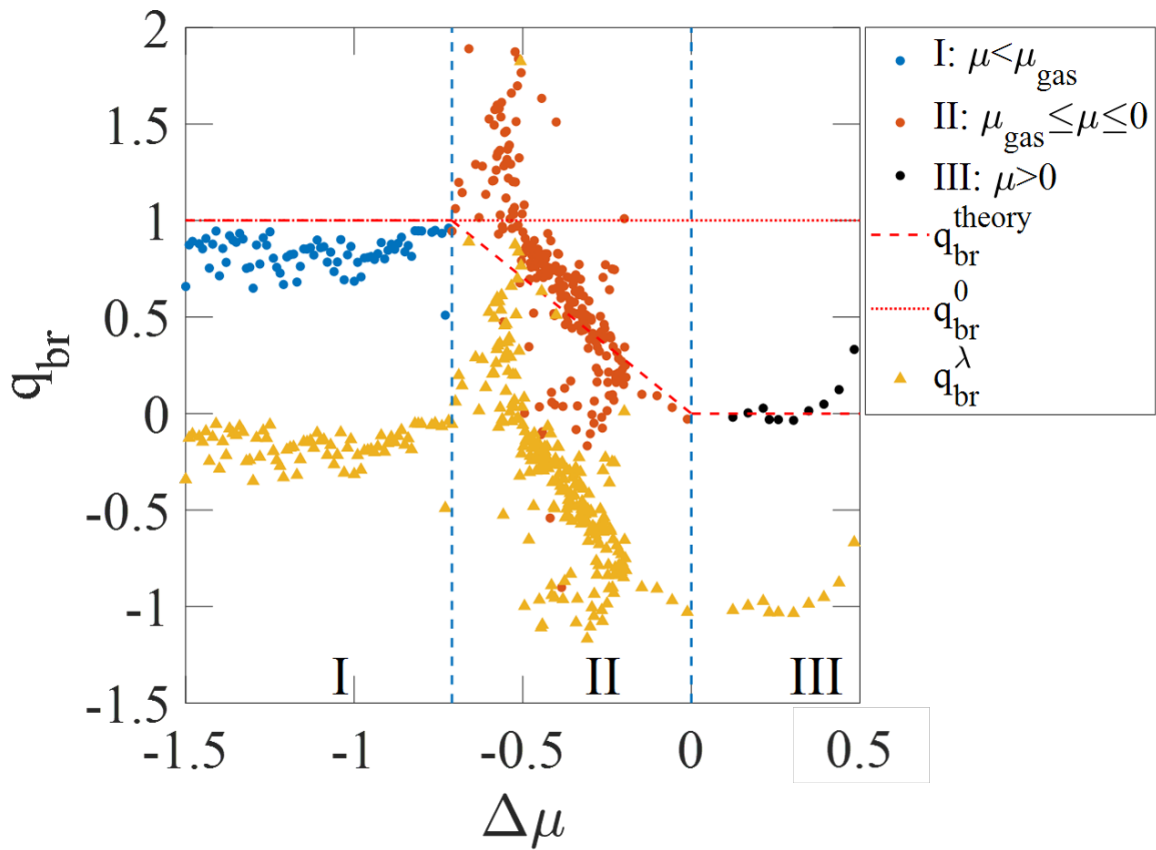 2
1.5
1
0.5
0
-0.5
-1
-1.5
q_br
-1.5 -1 -0.5 0 0.5
Δμ
I II III
I: μ<μ_gas
II: μ_gas≤μ≤0
III: μ>0
q_br^theory
q_br^0
q_br^λ